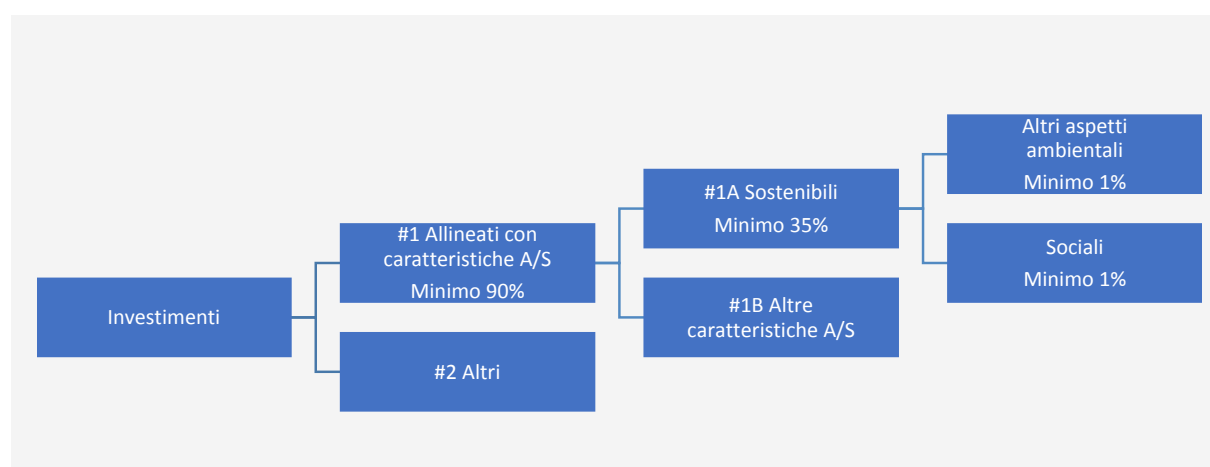 Investimenti
#1 Allineati con
caratteristiche A/S
Minimo 90%
#2 Altri
#1A Sostenibili
Minimo 35%
#1B Altre
caratteristiche A/S
Altri aspetti
ambientali
Minimo 1%
Sociali
Minimo 1%